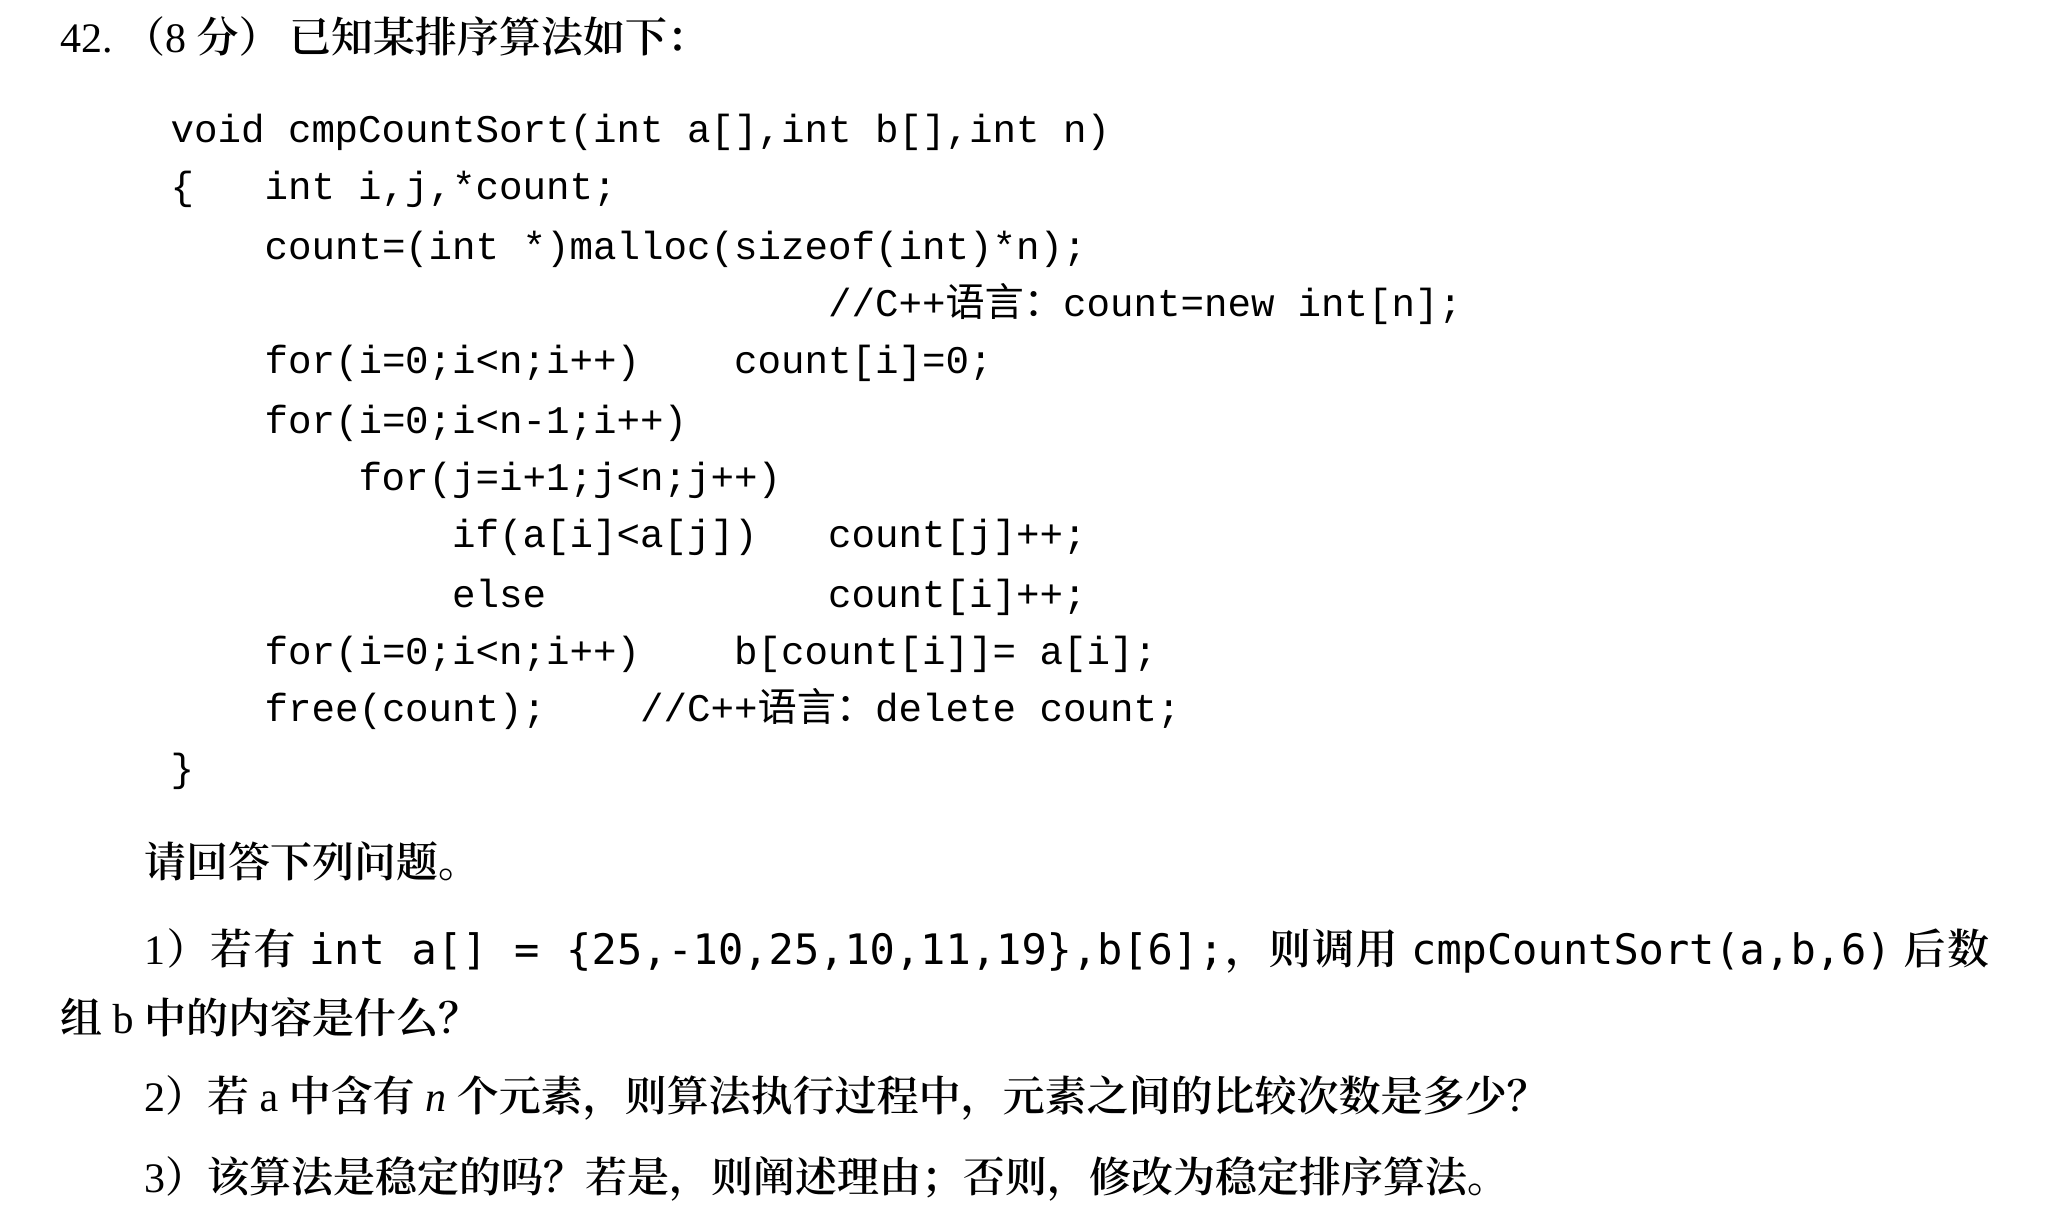 42. （8 分） 已知某排序算法如下：
void cmpCountSort(int a[],int b[],int n)
{   int i,j,*count;
    count=(int *)malloc(sizeof(int)*n);
                            //C++语言：count=new int[n];
    for(i=0;i<n;i++)    count[i]=0;
    for(i=0;i<n-1;i++)
        for(j=i+1;j<n;j++)
            if(a[i]<a[j])   count[j]++;
            else            count[i]++;
    for(i=0;i<n;i++)    b[count[i]]= a[i];
    free(count);    //C++语言：delete count;
}
请回答下列问题。
1）若有 int a[] = {25,-10,25,10,11,19},b[6];，则调用 cmpCountSort(a,b,6) 后数
组 b 中的内容是什么？
2）若 a 中含有 n 个元素，则算法执行过程中，元素之间的比较次数是多少？
3）该算法是稳定的吗？若是，则阐述理由；否则，修改为稳定排序算法。